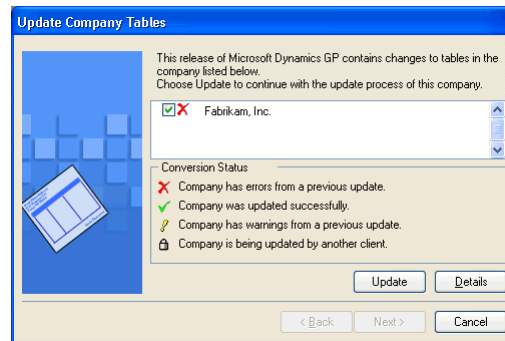 Update Company Tables
This release of Microsoft Dynamics GP contains changes to tables in the
company listed below.
Choose Update to continue with the update process of this company.
Fabrikam, Inc.
Conversion Status
Company has errors from a previous update.
Company was updated successfully.
Company has warnings from a previous update.
Company is being updated by another client.
Update Details
< Back Next > Cancel